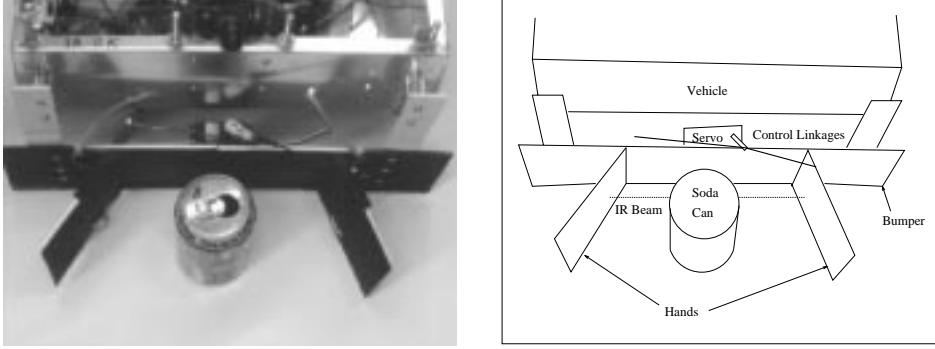 Vehicle
Servo
Control Linkages
Soda
Can
IR Beam
Bumper
Hands